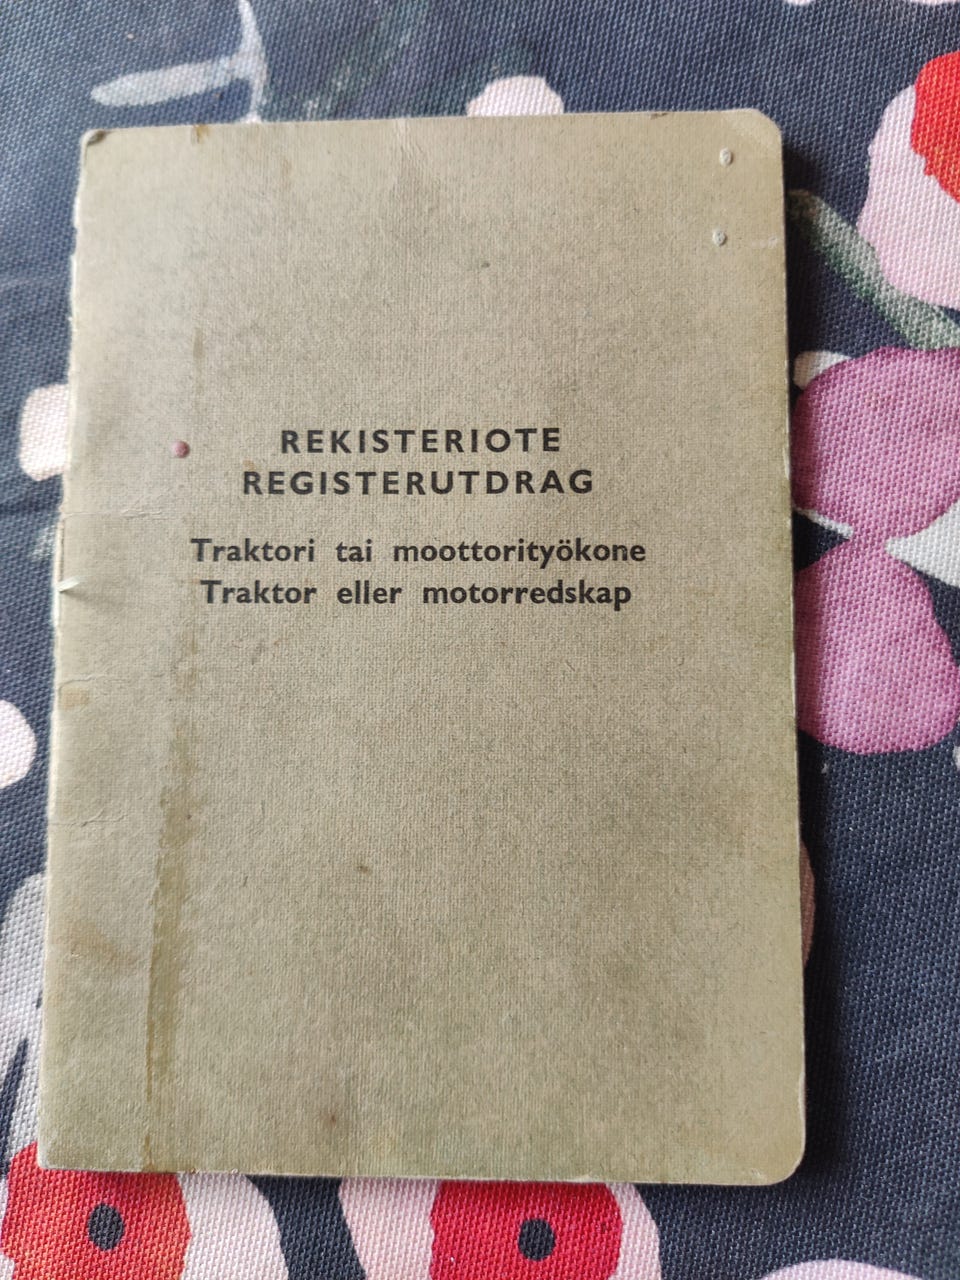 REKISTERIOTE
REGISTERUTDRAG
Traktori tai moottorityökone
Traktor eller motorredskap